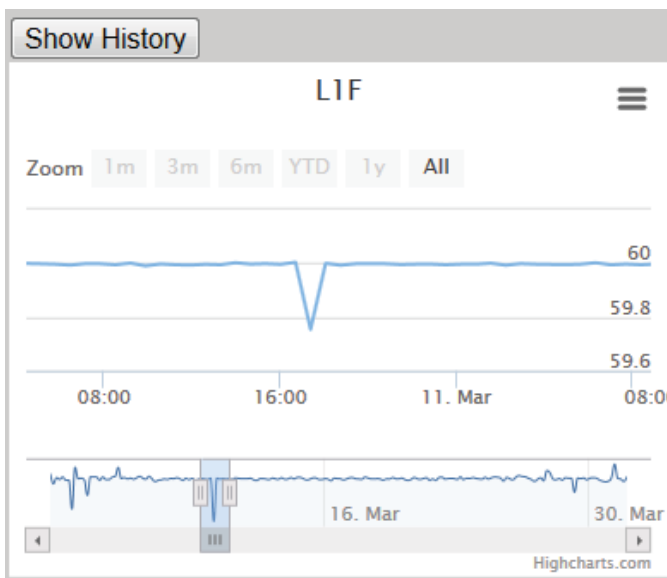 Show History
L1F
Zoom 1m 3m 6m YTD 1y All
60
59.8
59.6
08:00 16:00 11. Mar 08:0
16. Mar 30. Mar
Highcharts.com